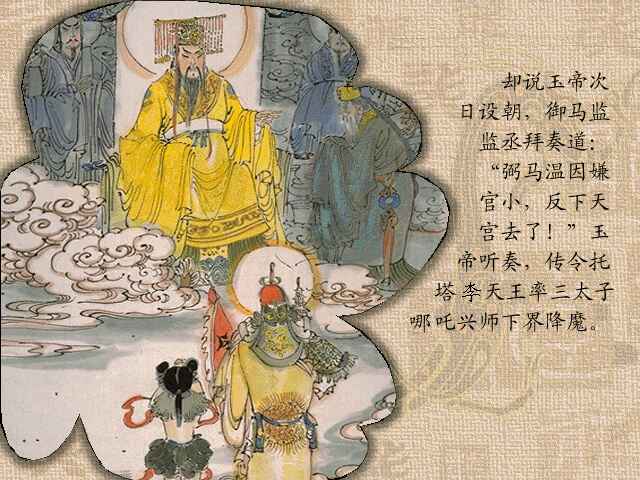 却说玉帝次
日设朝，御马监
监丞拜奏道：
“弼马温因嫌
官小，反下天
宫去了！”玉
帝听奏，传令托
塔李天王率三太子
哪吒兴师下界降魔。